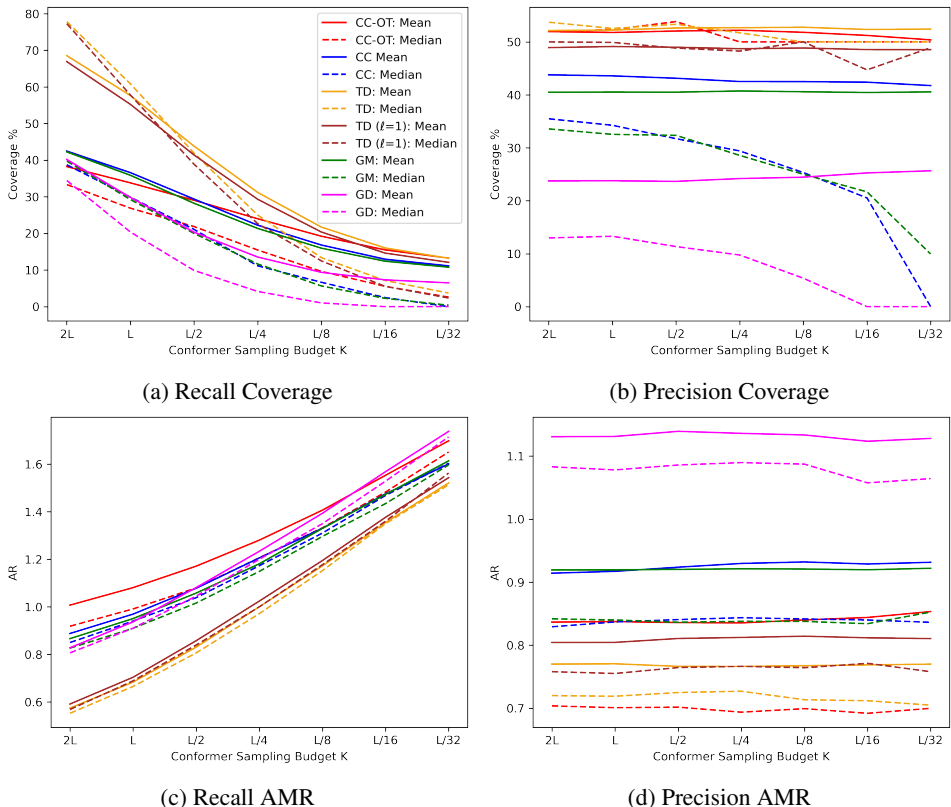 80
70
60
50
40
30
20
10
0
Coverage %
2L L L/2 L/4 L/8 L/16 L/32
Conformer Sampling Budget K
CC-OT: Mean
CC-OT: Median
CC Mean
CC: Median
TD: Mean
TD: Median
TD (ℓ=1): Mean
TD (ℓ=1): Median
GM: Mean
GM: Median
GD: Mean
GD: Median
(a) Recall Coverage
50
40
30
20
10
0
Coverage %
2L L L/2 L/4 L/8 L/16 L/32
Conformer Sampling Budget K
(b) Precision Coverage
1.6
1.4
1.2
1.0
0.8
0.6
AR
2L L L/2 L/4 L/8 L/16 L/32
Conformer Sampling Budget K
(c) Recall AMR
1.1
1.0
0.9
0.8
0.7
AR
2L L L/2 L/4 L/8 L/16 L/32
Conformer Sampling Budget K
(d) Precision AMR